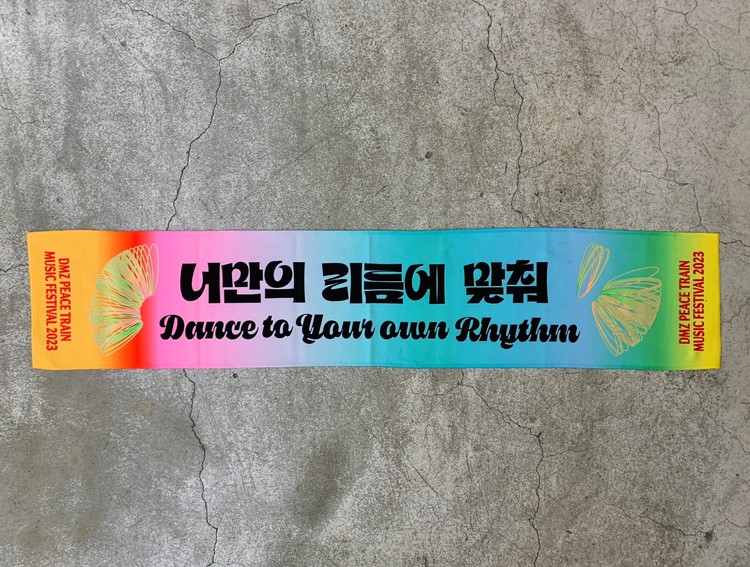 DMZ PEACE TRAIN
MUSIC FESTIVAL 2023
너만의 리듬에 맞춰
Dance to Your own Rhythm
DMZ PEACE TRAIN
MUSIC FESTIVAL 2023